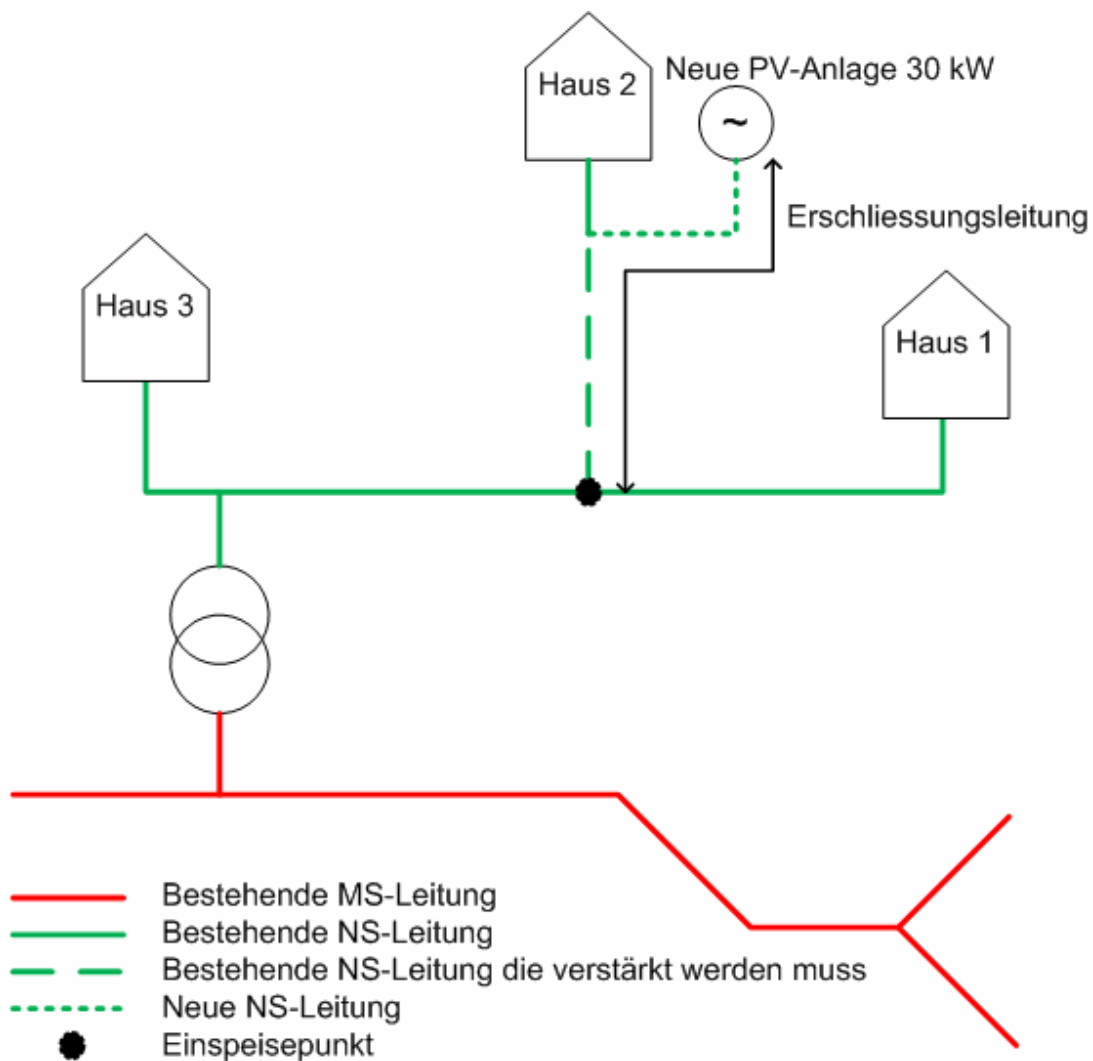 Neue PV-Anlage 30 kW
Haus 2
~
Erschliessungsleitung
Haus 3
Haus 1
Bestehende MS-Leitung
Bestehende NS-Leitung
Bestehende NS-Leitung die verstärkt werden muss
Neue NS-Leitung
Einspeisepunkt